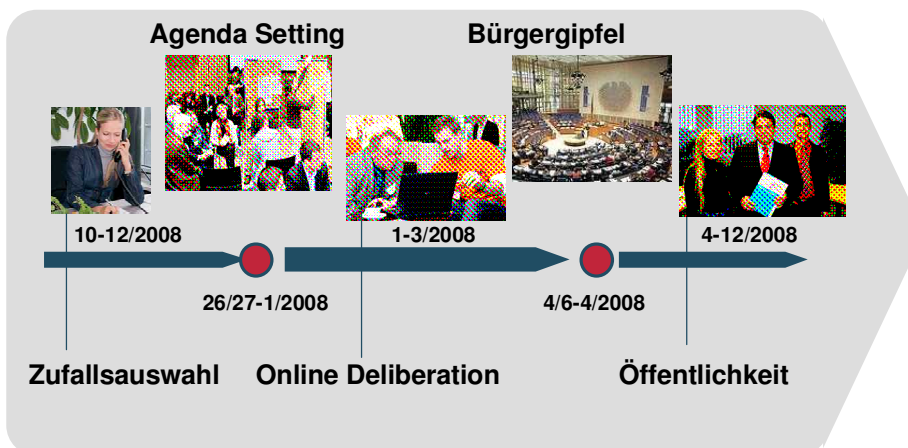 Agenda Setting
Bürgergipfel
10-12/2008
1-3/2008
4-12/2008
26/27-1/2008
4/6-4/2008
Zufallsauswahl
Online Deliberation
Öffentlichkeit